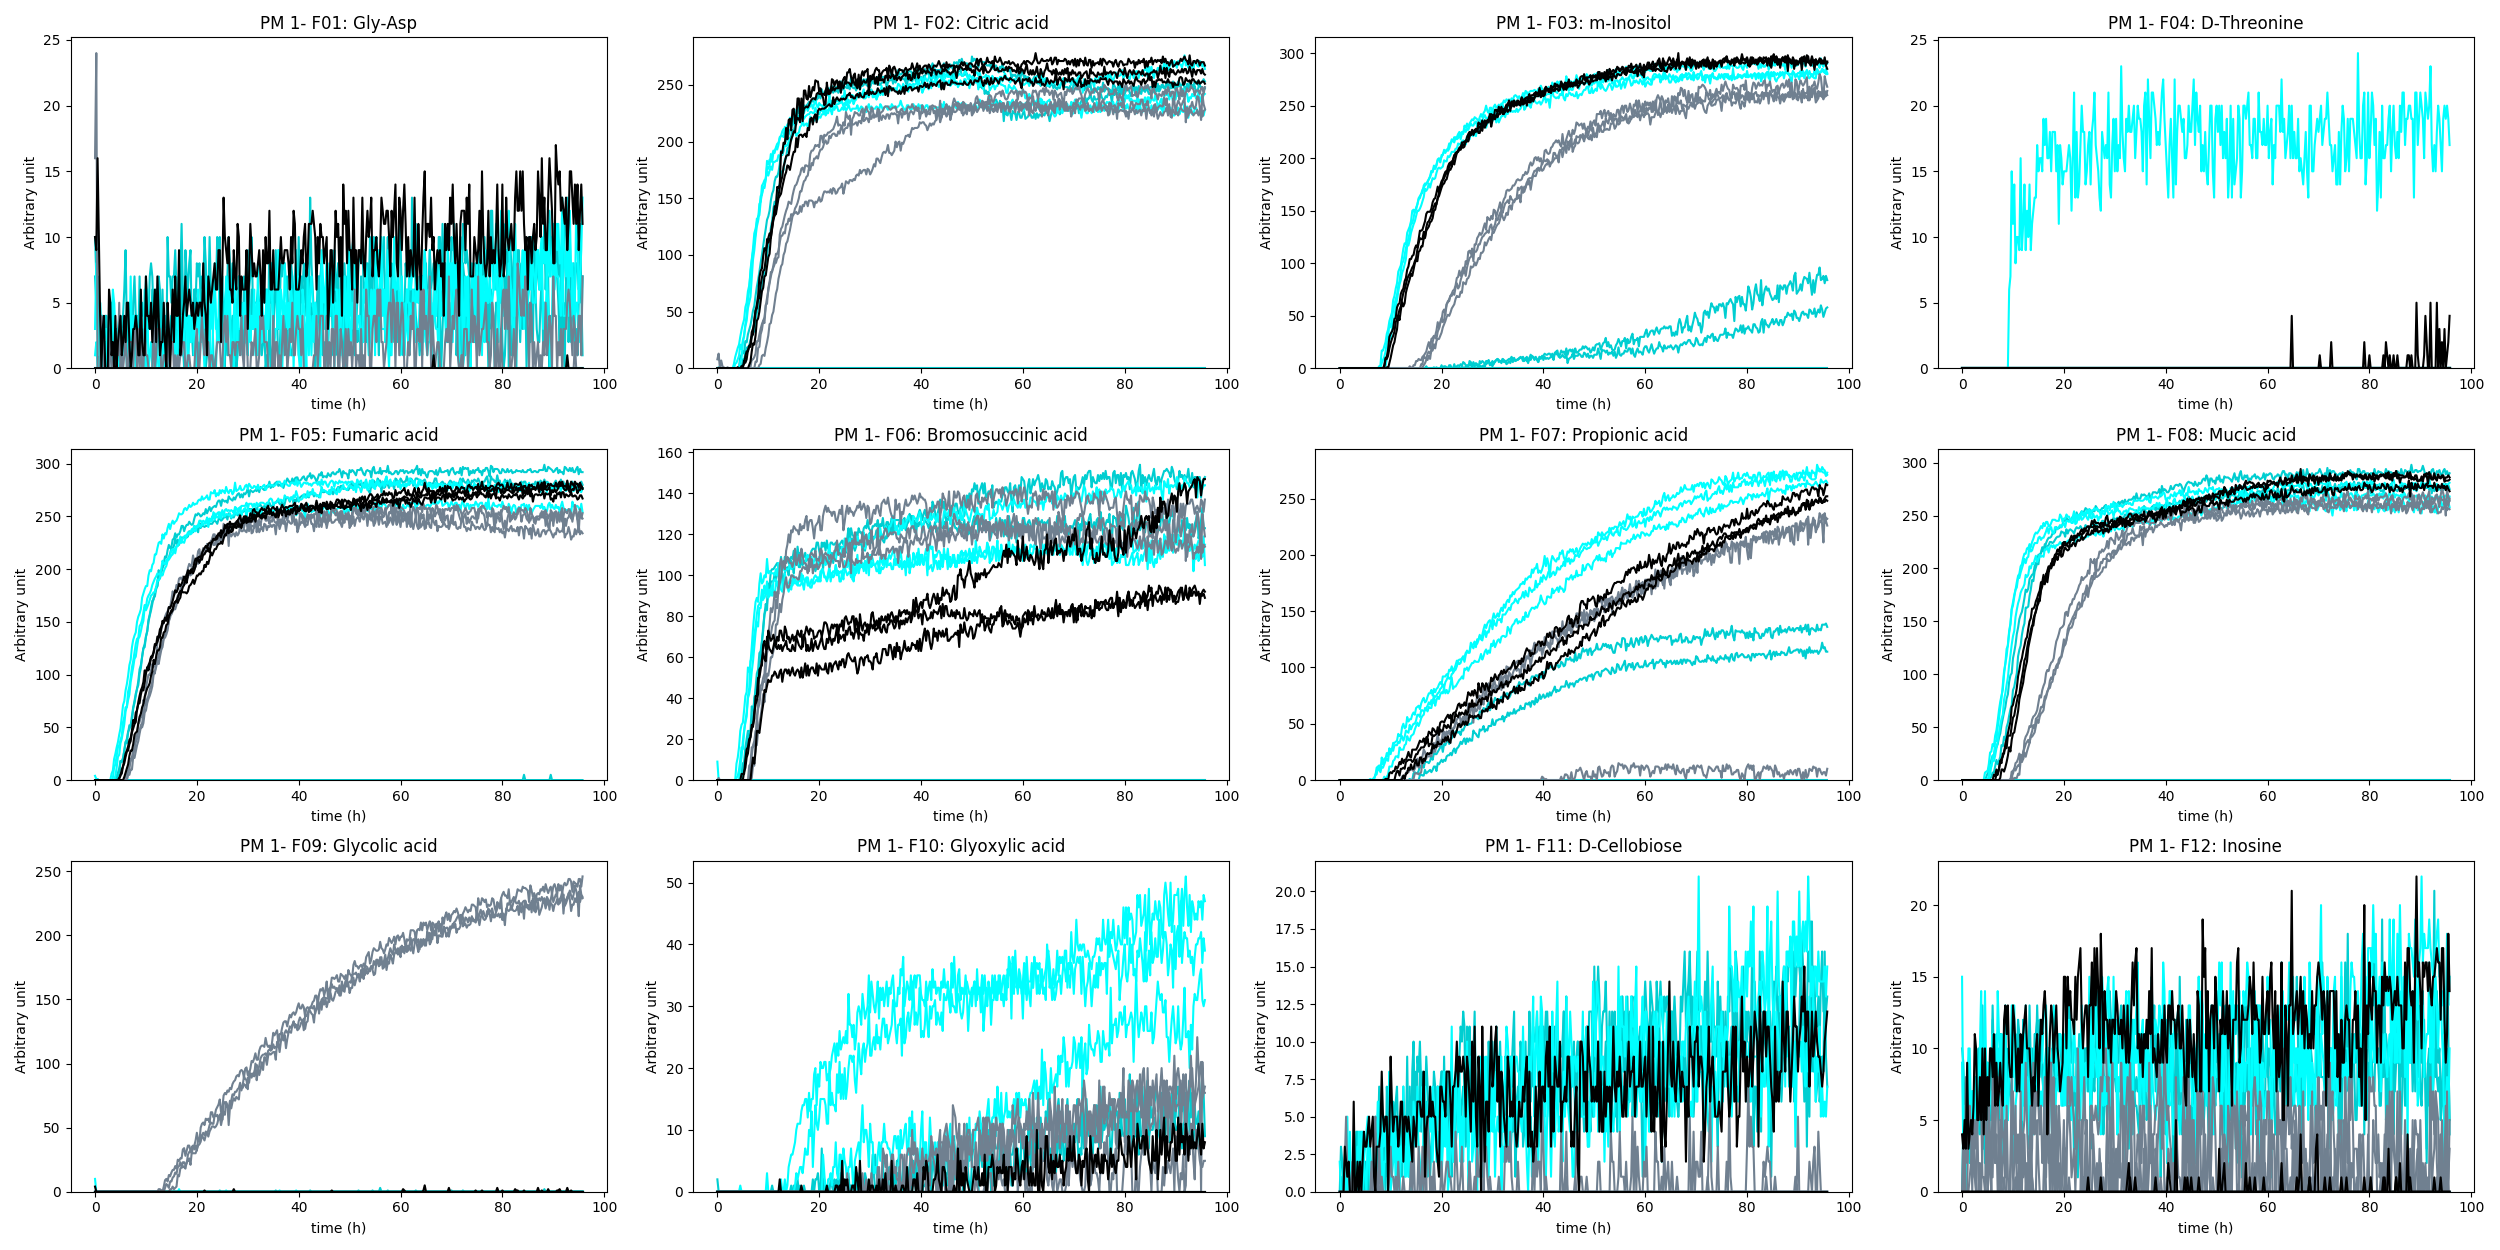 PM 1- F01: Gly-Asp
PM 1- F02: Citric acid
PM 1- F03: m-Inositol
PM 1- F04: D-Threonine
Arbitrary unit
25
20
15
10
5
0
0 20 40 60 80 100
time (h)
Arbitrary unit
250
200
150
100
50
0
0 20 40 60 80 100
time (h)
Arbitrary unit
300
250
200
150
100
50
0
0 20 40 60 80 100
time (h)
Arbitrary unit
25
20
15
10
5
0
0 20 40 60 80 100
time (h)
PM 1- F05: Fumaric acid
PM 1- F06: Bromosuccinic acid
PM 1- F07: Propionic acid
PM 1- F08: Mucic acid
Arbitrary unit
300
250
200
150
100
50
0
0 20 40 60 80 100
time (h)
Arbitrary unit
160
140
120
100
80
60
40
20
0
0 20 40 60 80 100
time (h)
Arbitrary unit
250
200
150
100
50
0
0 20 40 60 80 100
time (h)
Arbitrary unit
300
250
200
150
100
50
0
0 20 40 60 80 100
time (h)
PM 1- F09: Glycolic acid
PM 1- F10: Glyoxylic acid
PM 1- F11: D-Cellobiose
PM 1- F12: Inosine
Arbitrary unit
250
200
150
100
50
0
0 20 40 60 80 100
time (h)
Arbitrary unit
50
40
30
20
10
0
0 20 40 60 80 100
time (h)
Arbitrary unit
20.0
17.5
15.0
12.5
10.0
7.5
5.0
2.5
0.0
0 20 40 60 80 100
time (h)
Arbitrary unit
20
15
10
5
0
0 20 40 60 80 100
time (h)